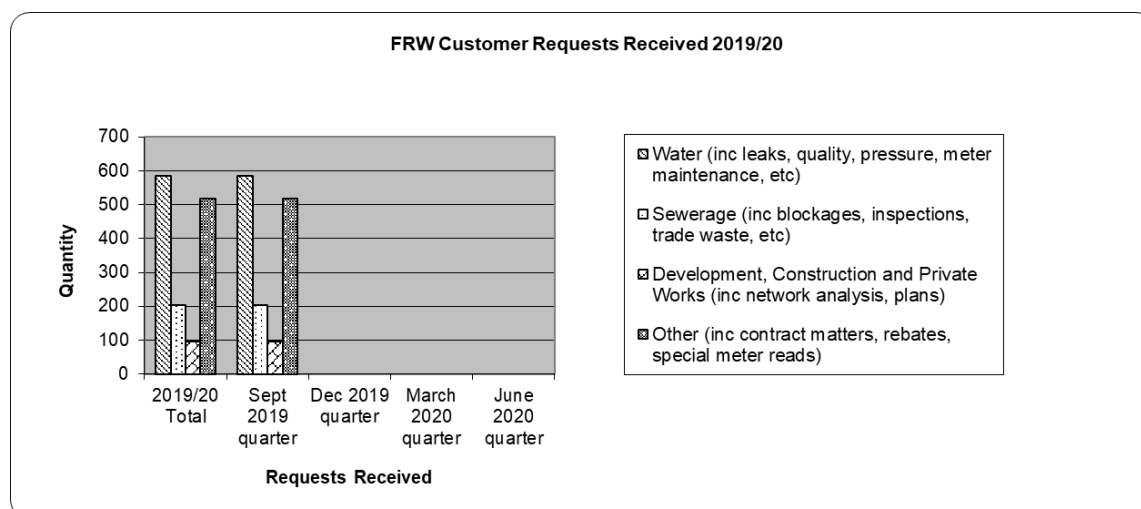 FRW Customer Requests Received 2019/20
700
600
500
400
300
200
100
0
Quantity
2019/20
Total
Sept
2019
quarter
Dec 2019
quarter
March
2020
quarter
June
2020
quarter
Requests Received
Water (inc leaks, quality, pressure, meter
maintenance, etc)
Sewerage (inc blockages, inspections,
trade waste, etc)
Development, Construction and Private
Works (inc network analysis, plans)
Other (inc contract matters, rebates,
special meter reads)